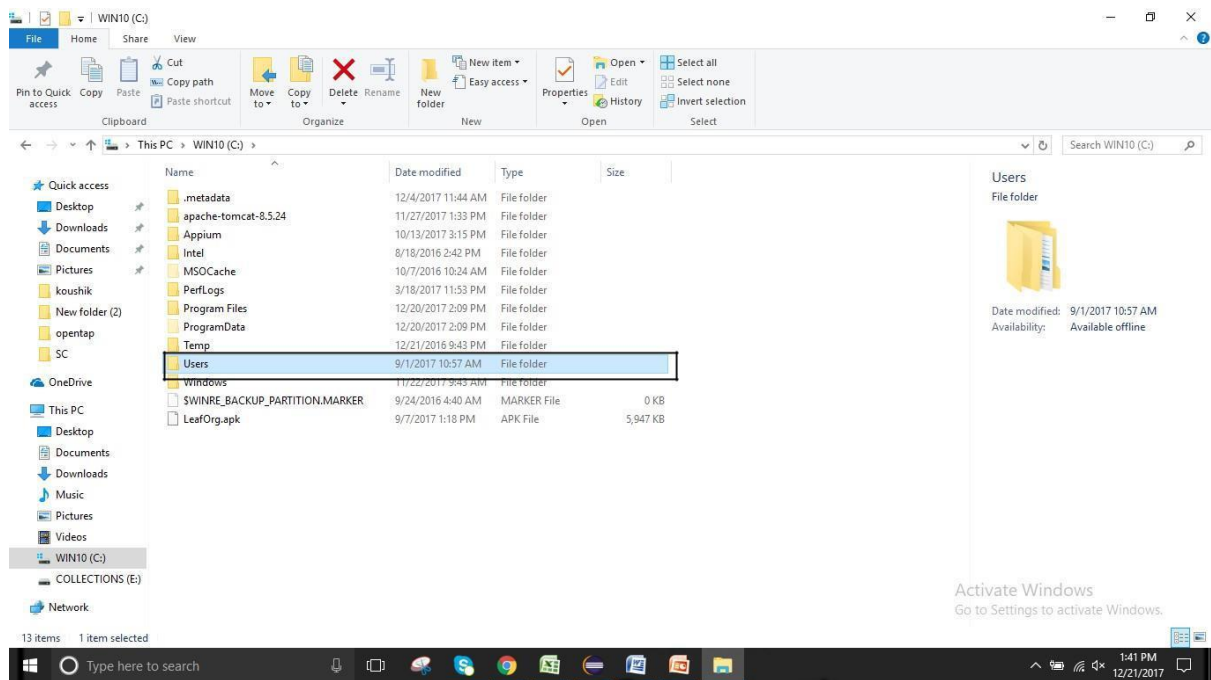 WIN10 (C:)
File Home Share View
Pin to Quick access
Copy
Paste
Cut
Copy path
Paste shortcut
Clipboard
Move to
Copy to
Delete
Rename
Organize
New folder
New item
Easy access
New
Properties
Open
Edit
History
Open
Select all
Select none
Invert selection
Select
This PC > WIN10 (C:) >
Search WIN10 (C:)
Quick access
Desktop
Downloads
Documents
Pictures
koushik
New folder (2)
opentap
SC
OneDrive
This PC
Desktop
Documents
Downloads
Music
Pictures
Videos
WIN10 (C:)
COLLECTIONS (E:)
Network
Name Date modified Type Size
.metadata 12/4/2017 11:44 AM File folder
apache-tomcat-8.5.24 11/27/2017 1:33 PM File folder
Appium 10/13/2017 3:15 PM File folder
Intel 8/18/2016 2:42 PM File folder
MSOCache 10/7/2016 10:24 AM File folder
PerfLogs 3/18/2017 11:53 PM File folder
Program Files 12/20/2017 2:09 PM File folder
ProgramData 12/20/2017 2:09 PM File folder
Temp 12/21/2016 9:43 PM File folder
Users 9/1/2017 10:57 AM File folder
Windows 11/22/2017 9:43 AM File folder
$WINRE_BACKUP_PARTITION.MARKER 9/24/2016 4:40 AM MARKER File 0 KB
LeafOrg.apk 9/7/2017 1:18 PM APK File 5,947 KB
Users
File folder
Date modified: 9/1/2017 10:57 AM
Availability: Available offline
Activate Windows
Go to Settings to activate Windows.
13 items 1 item selected
Type here to search
1:41 PM
12/21/2017